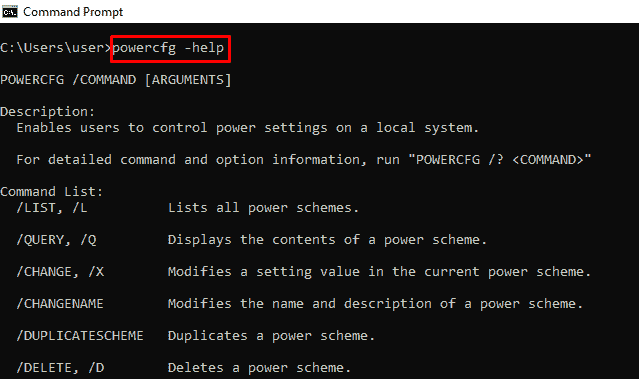 Command Prompt
C:\Users\user>powercfg -help
POWERCFG /COMMAND [ARGUMENTS]
Description:
Enables users to control power settings on a local system.
For detailed command and option information, run "POWERCFG /? <COMMAND>"
Command List:
/LIST, /L          Lists all power schemes.
/QUERY, /Q         Displays the contents of a power scheme.
/CHANGE, /X        Modifies a setting value in the current power scheme.
/CHANGENAME        Modifies the name and description of a power scheme.
/DUPLICATESCHEME   Duplicates a power scheme.
/DELETE, /D        Deletes a power scheme.